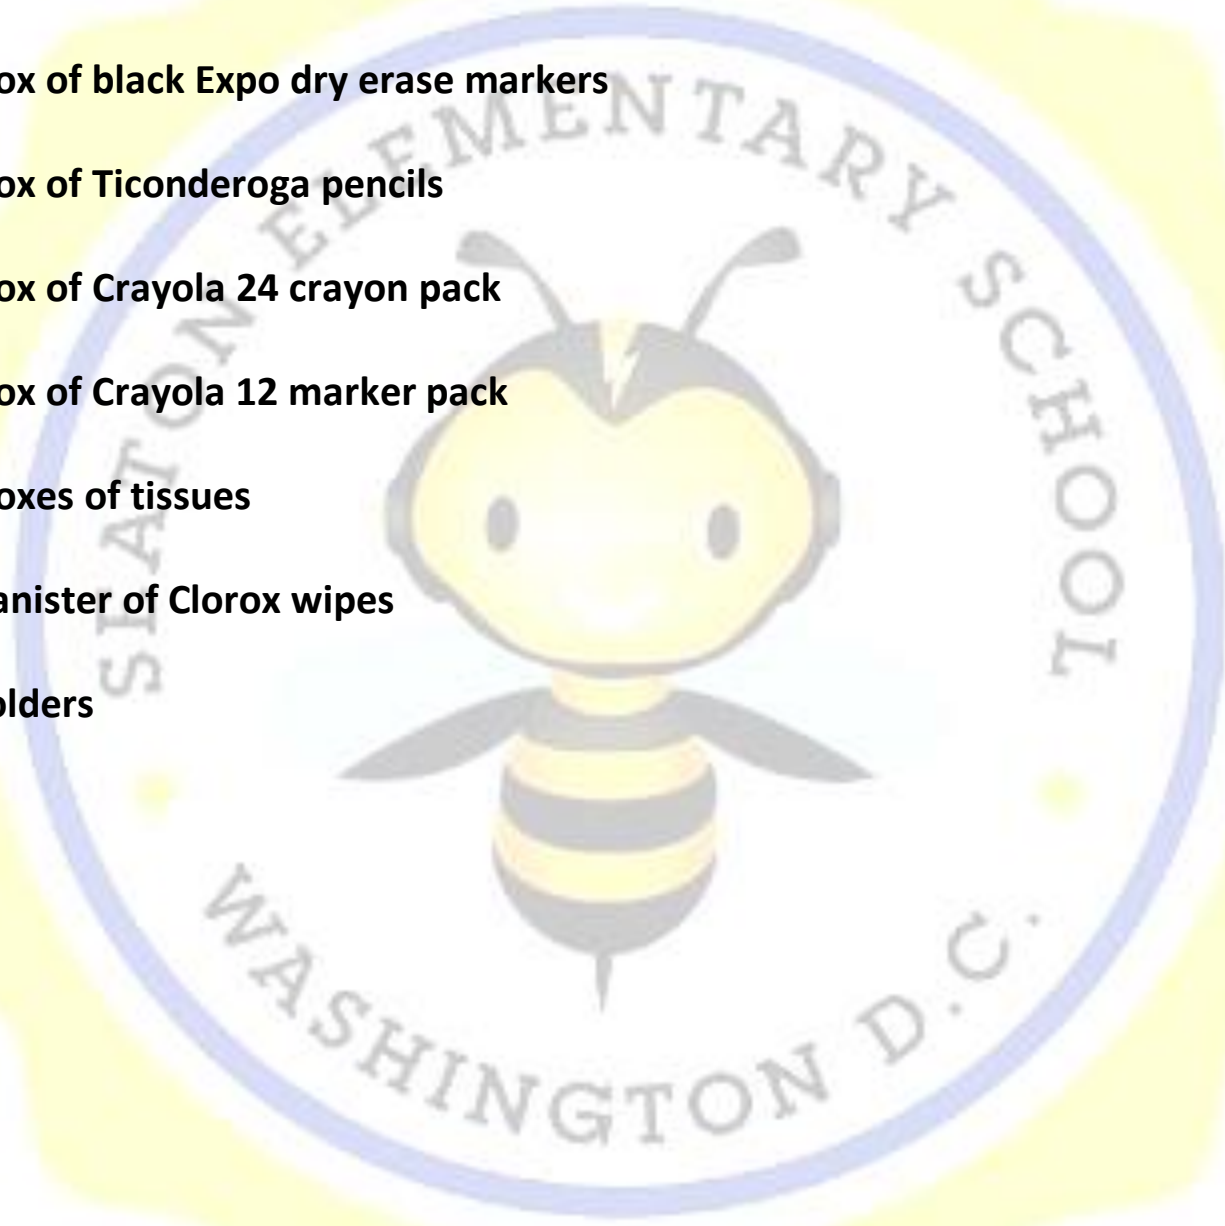 ox of black Expo dry erase markers
ox of Ticonderoga pencils
ox of Crayola 24 crayon pack
ox of Crayola 12 marker pack
oxes of tissues
anister of Clorox wipes
olders
ELEMENTARY SCHOOL
WASHINGTON D.C.